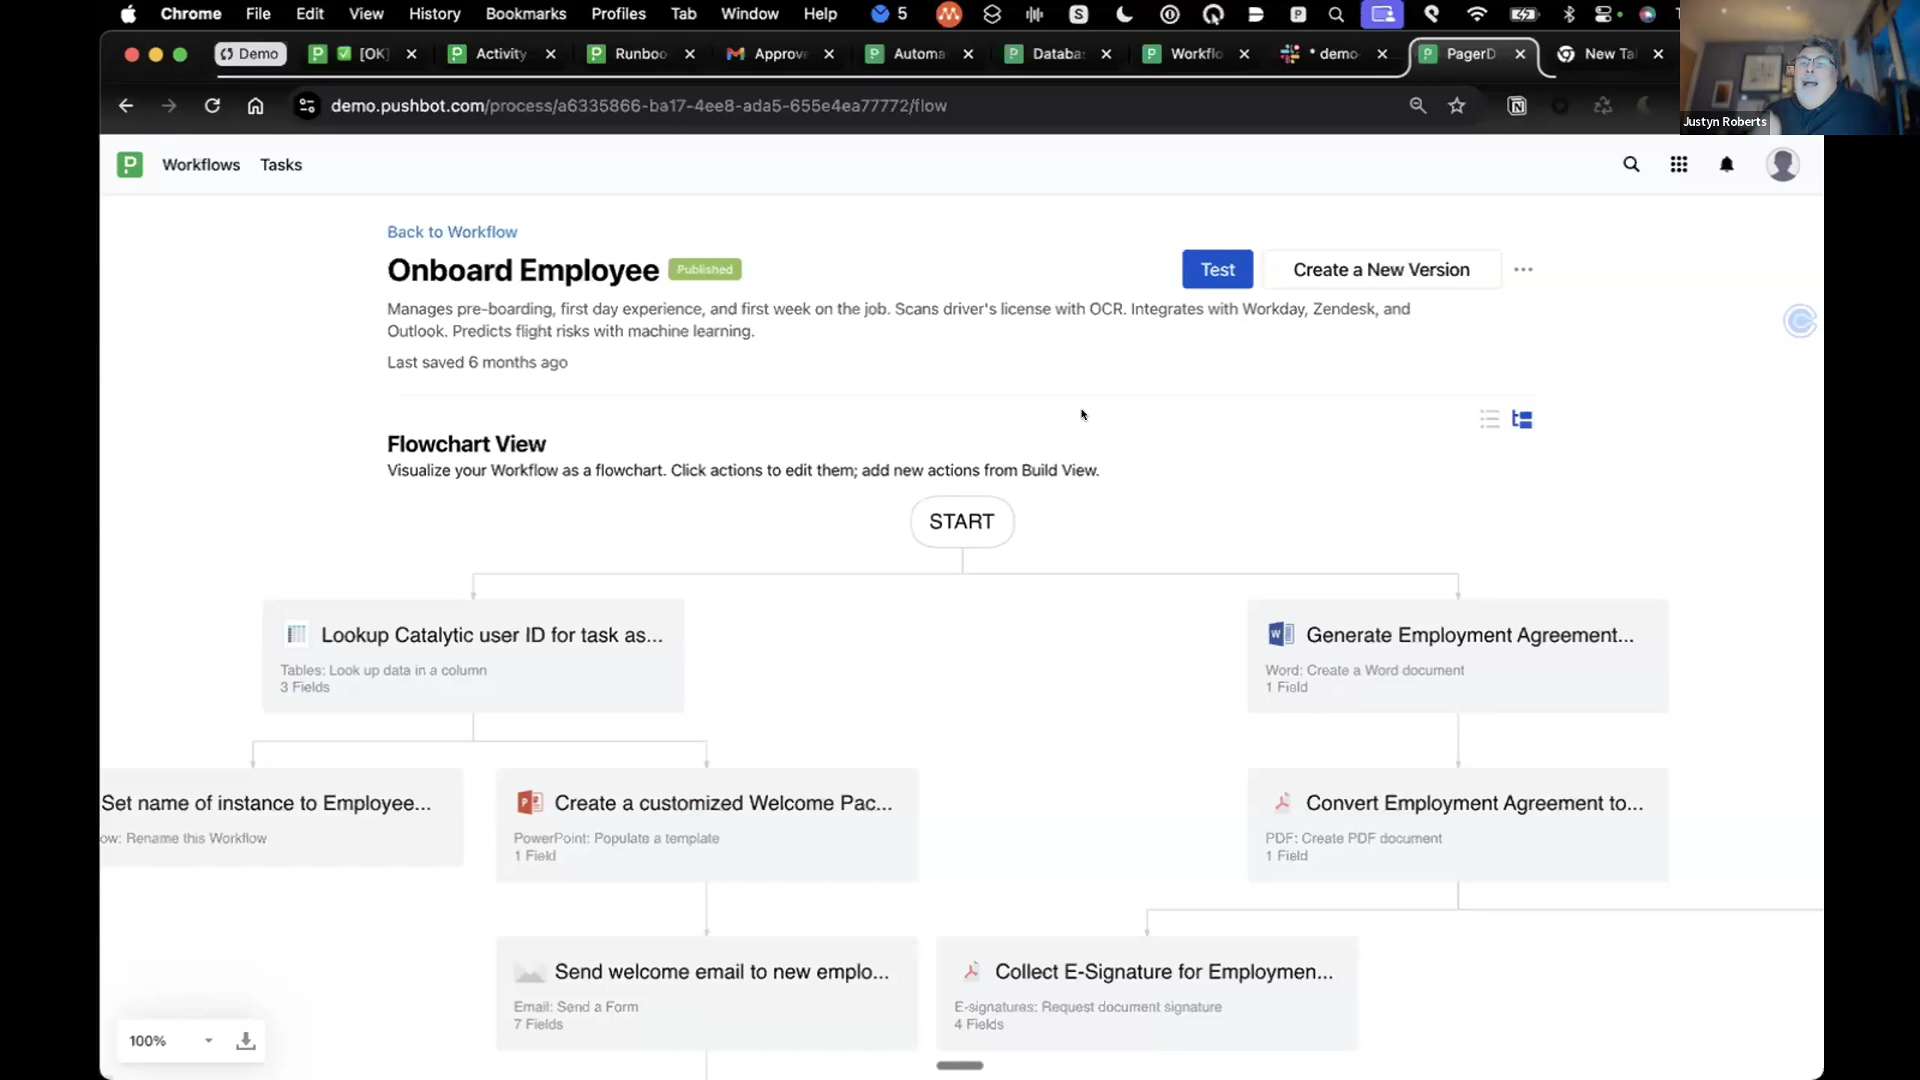 Chrome File Edit View History Bookmarks Profiles Tab Window Help 5
Demo [OK] Activity Runboo Approve Automa Databa Workflo * demo PagerD New Tal
demo.pushbot.com/process/a6335866-ba17-4ee8-ada5-655e4ea77772/flow
Justyn Roberts
Workflows Tasks
Back to Workflow
Onboard Employee Published
Test Create a New Version
Manages pre-boarding, first day experience, and first week on the job. Scans driver's license with OCR. Integrates with Workday, Zendesk, and
Outlook. Predicts flight risks with machine learning.
Last saved 6 months ago
Flowchart View
Visualize your Workflow as a flowchart. Click actions to edit them; add new actions from Build View.
START
Lookup Catalytic user ID for task as...
Tables: Look up data in a column
3 Fields
Generate Employment Agreement...
Word: Create a Word document
1 Field
Set name of instance to Employee...
ow: Rename this Workflow
Create a customized Welcome Pac...
PowerPoint: Populate a template
1 Field
Convert Employment Agreement to...
PDF: Create PDF document
1 Field
Send welcome email to new emplo...
Email: Send a Form
7 Fields
Collect E-Signature for Employmen...
E-signatures: Request document signature
4 Fields
100%